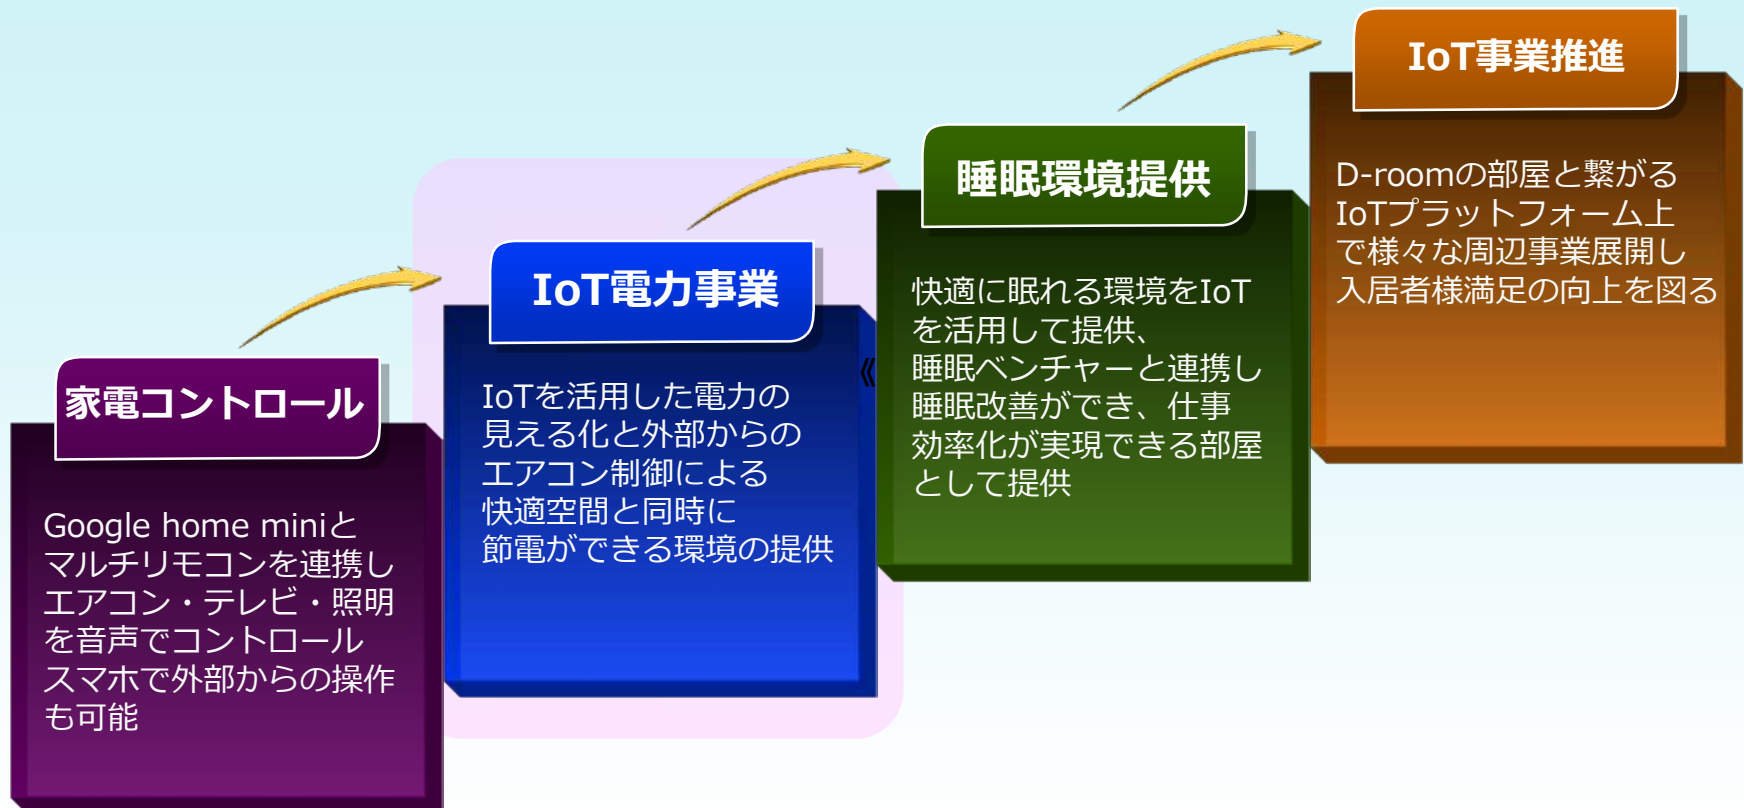 家電コントロール
Google home miniと
マルチリモコンを連携し
エアコン・テレビ・照明
を音声でコントロール
スマホで外部からの操作
も可能
IoT電力事業
IoTを活用した電力の
見える化と外部からの
エアコン制御による
快適空間と同時に
節電ができる環境の提供
《
睡眠環境提供
快適に眠れる環境をIoT
を活用して提供、
睡眠ベンチャーと連携し
睡眠改善ができ、仕事
効率化が実現できる部屋
として提供
IoT事業推進
D-roomの部屋と繋がる
IoTプラットフォーム上
で様々な周辺事業展開し
入居者様満足の向上を図る